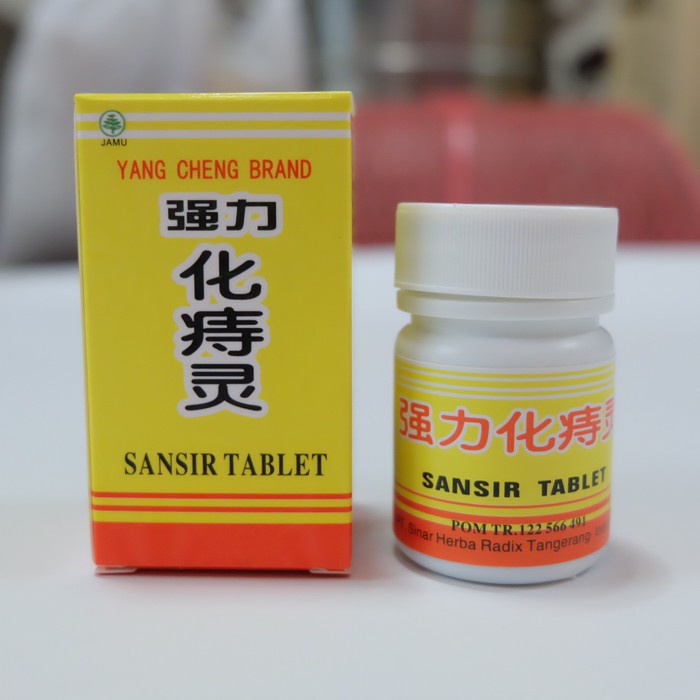 JAMU
YANG CHENG BRAND
强力
化
痔
灵
SANSIR TABLET
强力化痔灵
SANSIR TABLET
POM TR.122 566 491
PT. Sinar Herba Radix Tangerang-